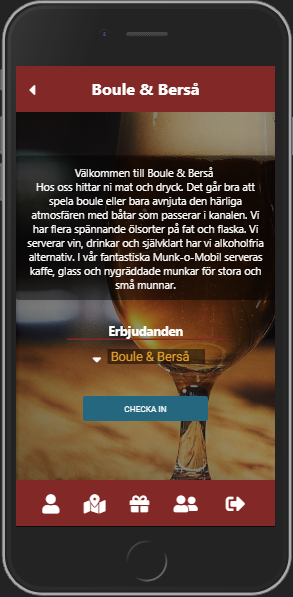 Boule & Berså
Välkommen till Boule & Berså
Hos oss hittar ni mat och dryck. Det går bra att
spela boule eller bara avnjuta den härliga
atmosfären med båtar som passerar i kanalen. Vi
har flera spännande ölsorter på fat och flaska. Vi
serverar vin, drinkar och självklart har vi alkoholfria
alternativ. I vår fantastiska Munk-o-Mobil serveras
kaffe, glass och nygräddade munkar för stora och
små munnar.
Erbjudanden
Boule & Berså
CHECKA IN